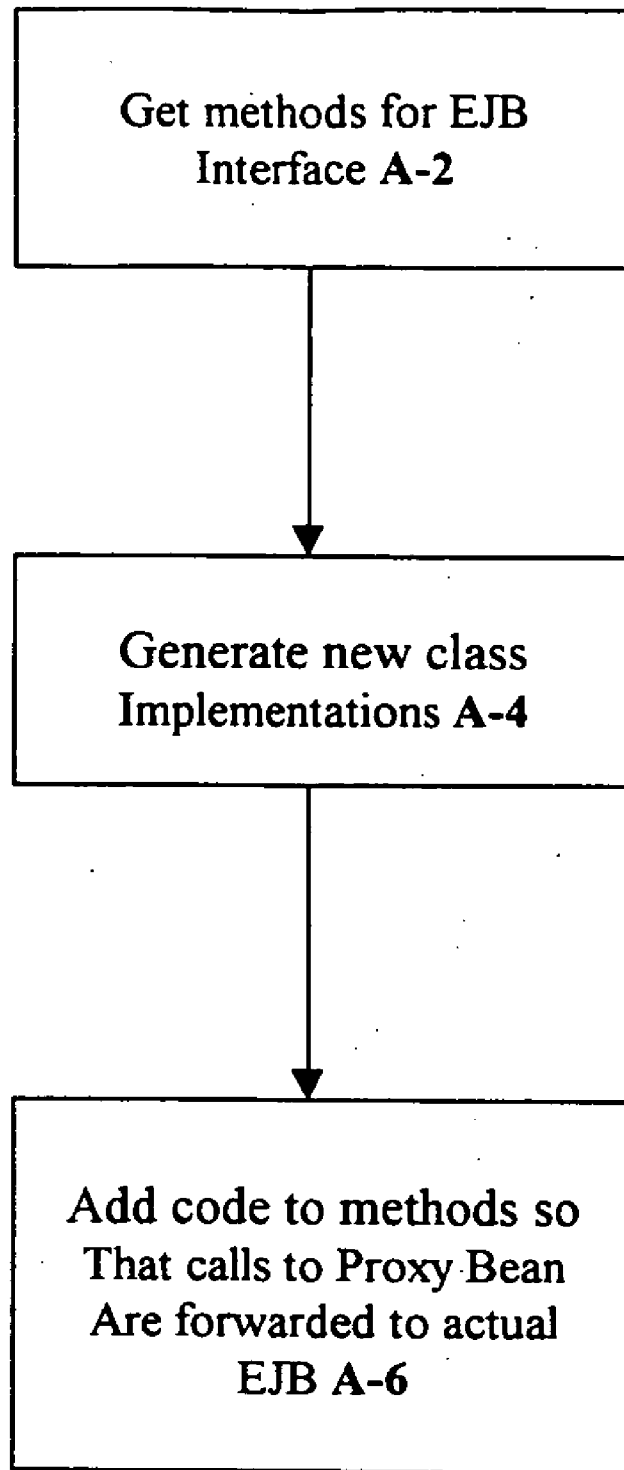 Get methods for EJB
Interface A-2
Generate new class
Implementations A-4
Add code to methods so
That calls to Proxy Bean
Are forwarded to actual
EJB A-6